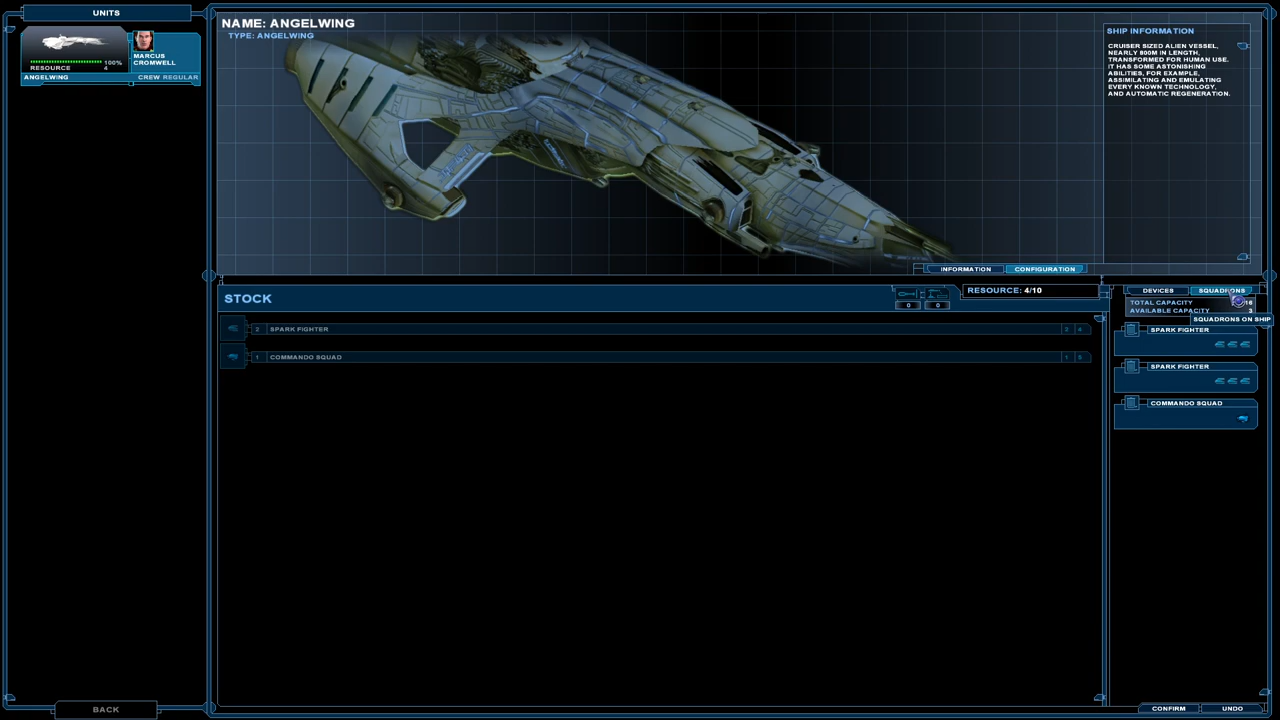 UNITS
100%
RESOURCE 4
MARCUS
CROMWELL
ANGELWING
CREW REGULAR
NAME: ANGELWING
TYPE: ANGELWING
SHIP INFORMATION
CRUISER SIZED ALIEN VESSEL,
NEARLY 800M IN LENGTH,
TRANSFORMED FOR HUMAN USE.
IT HAS SOME ASTONISHING
ABILITIES, FOR EXAMPLE,
ASSIMILATING AND EMULATING
EVERY KNOWN TECHNOLOGY,
AND AUTOMATIC REGENERATION.
INFORMATION
CONFIGURATION
STOCK
0
0
RESOURCE: 4/10
2 SPARK FIGHTER 3 4
1 COMMANDO SQUAD 1 5
DEVICES
SQUADRONS
TOTAL CAPACITY 16
AVAILABLE CAPACITY 3
SQUADRONS ON SHIP
SPARK FIGHTER
SPARK FIGHTER
COMMANDO SQUAD
BACK
CONFIRM
UNDO